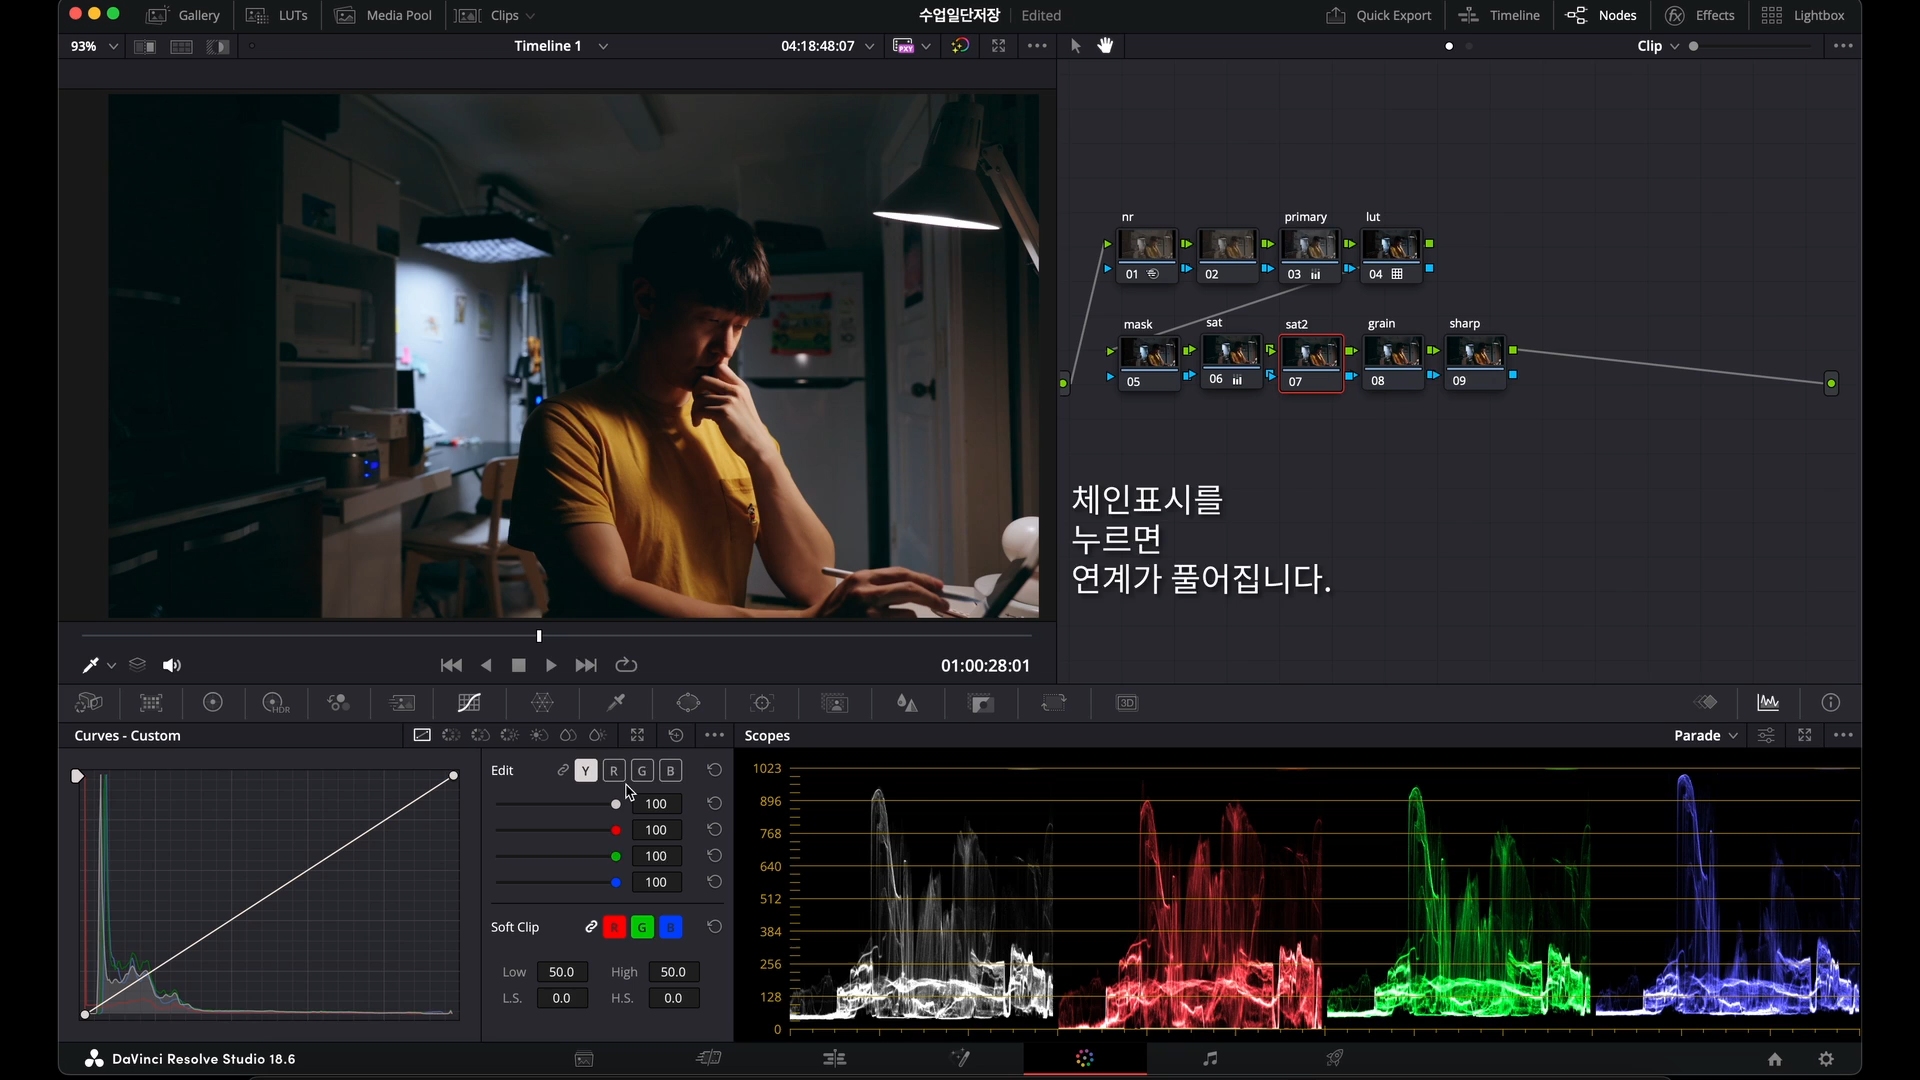 Gallery LUTs Media Pool Clips 수업일단저장 Edited Quick Export Timeline Nodes Effects Lightbox
93% Timeline 1 04:18:48:07 PXY Clip
nr primary lut
01 02 03 04
mask sat sat2 grain sharp
05 06 07 08 09
체인표시를
누르면
연계가 풀어집니다.
01:00:28:01
HDR 3D
Curves - Custom Scopes Parade
Edit Y R G B
100
100
100
100
Soft Clip R G B
Low 50.0 High 50.0
L.S. 0.0 H.S. 0.0
1023
896
768
640
512
384
256
128
0
DaVinci Resolve Studio 18.6